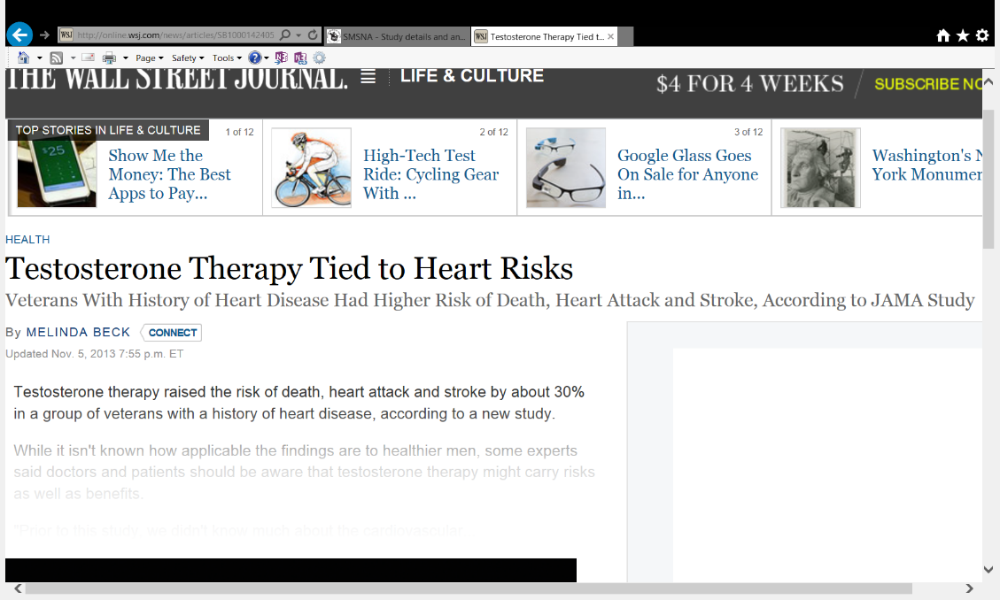 WSJ http://online.wsj.com/news/articles/SB1000142405
SMSNA - Study details and an...
WSJ Testosterone Therapy Tied t...
Page Safety Tools
THE WALL STREET JOURNAL.
LIFE & CULTURE
$4 FOR 4 WEEKS
SUBSCRIBE NO
TOP STORIES IN LIFE & CULTURE
1 of 12
$25
Show Me the
Money: The Best
Apps to Pay...
2 of 12
High-Tech Test
Ride: Cycling Gear
With ...
3 of 12
Google Glass Goes
On Sale for Anyone
in...
Washington's N
York Monumen
HEALTH
Testosterone Therapy Tied to Heart Risks
Veterans With History of Heart Disease Had Higher Risk of Death, Heart Attack and Stroke, According to JAMA Study
By MELINDA BECK CONNECT
Updated Nov. 5, 2013 7:55 p.m. ET
Testosterone therapy raised the risk of death, heart attack and stroke by about 30%
in a group of veterans with a history of heart disease, according to a new study.
While it isn't known how applicable the findings are to healthier men, some experts
said doctors and patients should be aware that testosterone therapy might carry risks
as well as benefits.
"Prior to this study, we didn't know much about the cardiovascular